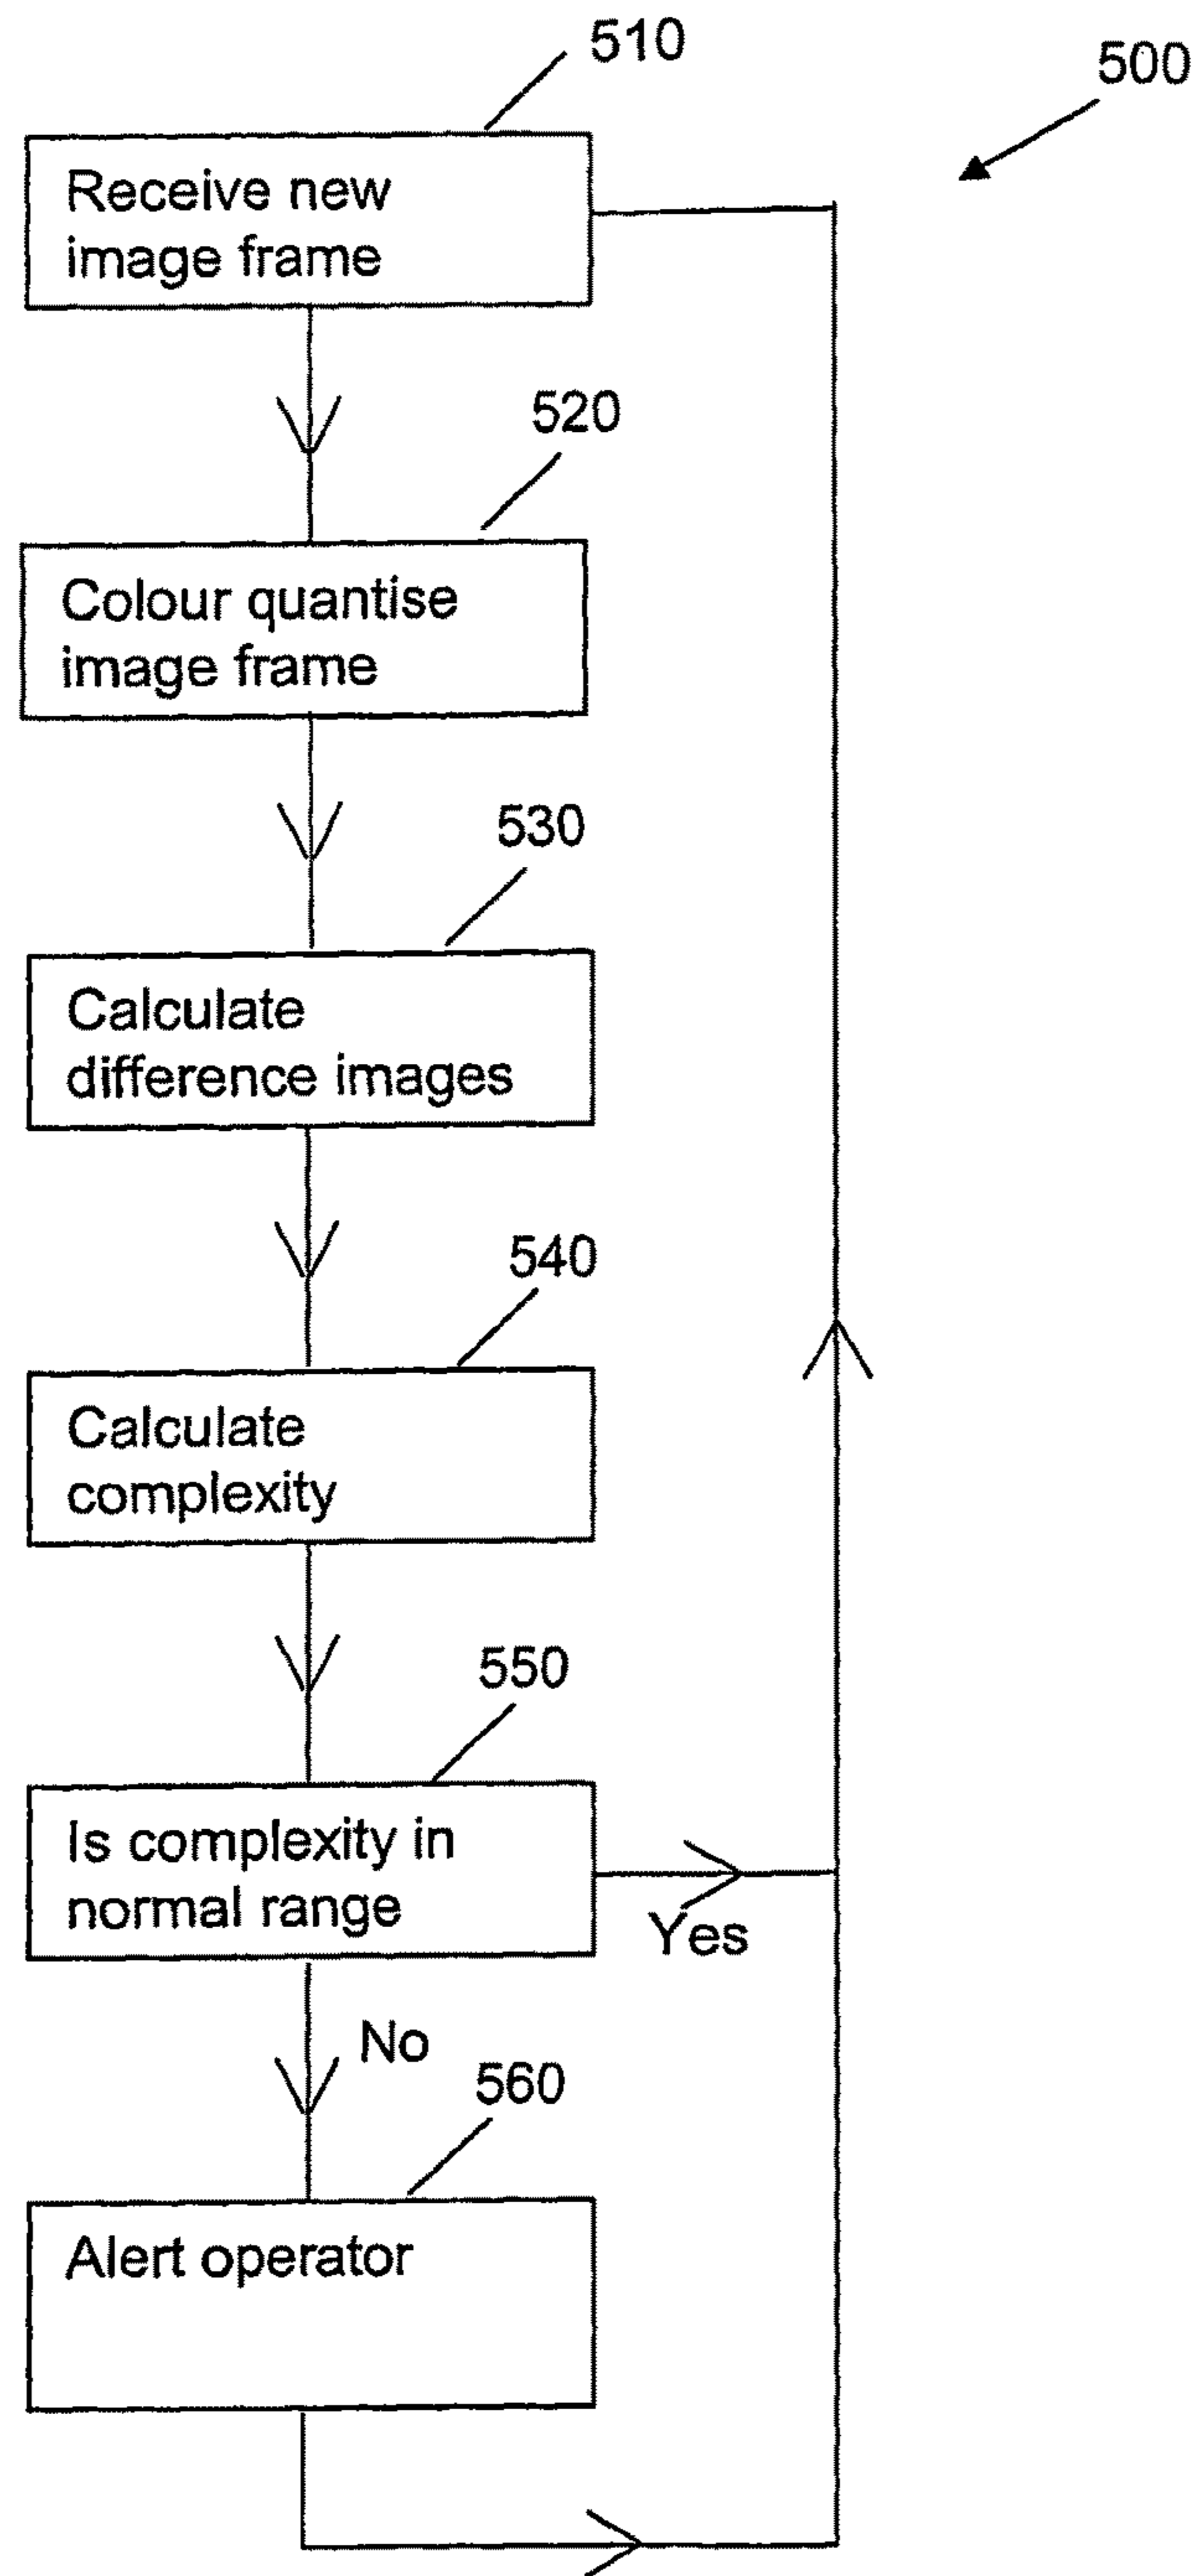 510
500
Receive new
image frame
520
Colour quantise
image frame
530
Calculate
difference images
540
Calculate
complexity
550
Is complexity in
normal range
Yes
No
560
Alert operator